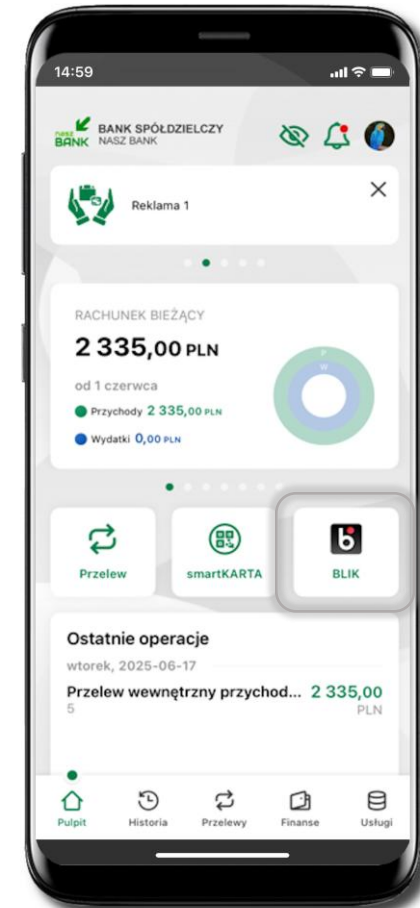 14:59
nasz BANK BANK SPÓŁDZIELCZY
NASZ BANK
Reklama 1
RACHUNEK BIEŻĄCY
2 335,00 PLN
od 1 czerwca
Przychody 2 335,00 PLN
Wydatki 0,00 PLN
P
W
Przelew smartKARTA BLIK
Ostatnie operacje
wtorek, 2025-06-17
Przelew wewnętrzny przychod... 2 335,00
5 PLN
Pulpit Historia Przelewy Finanse Usługi